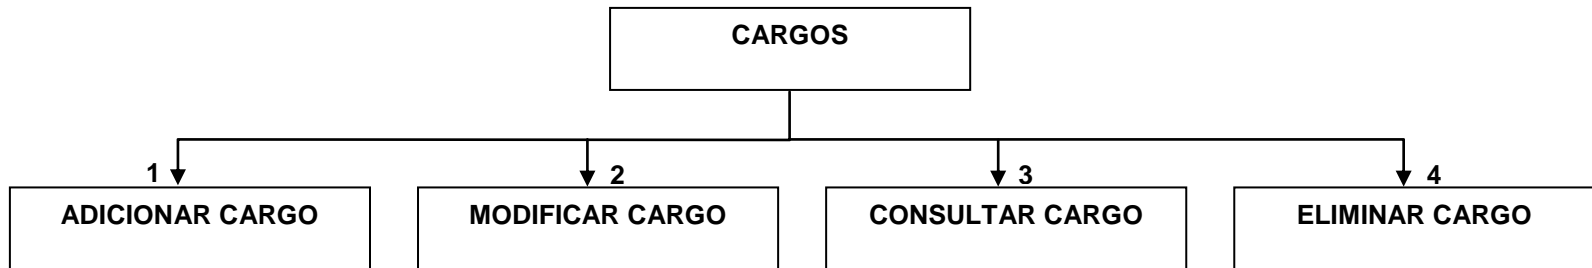 CARGOS
1
2
3
4
ADICIONAR CARGO
MODIFICAR CARGO
CONSULTAR CARGO
ELIMINAR CARGO